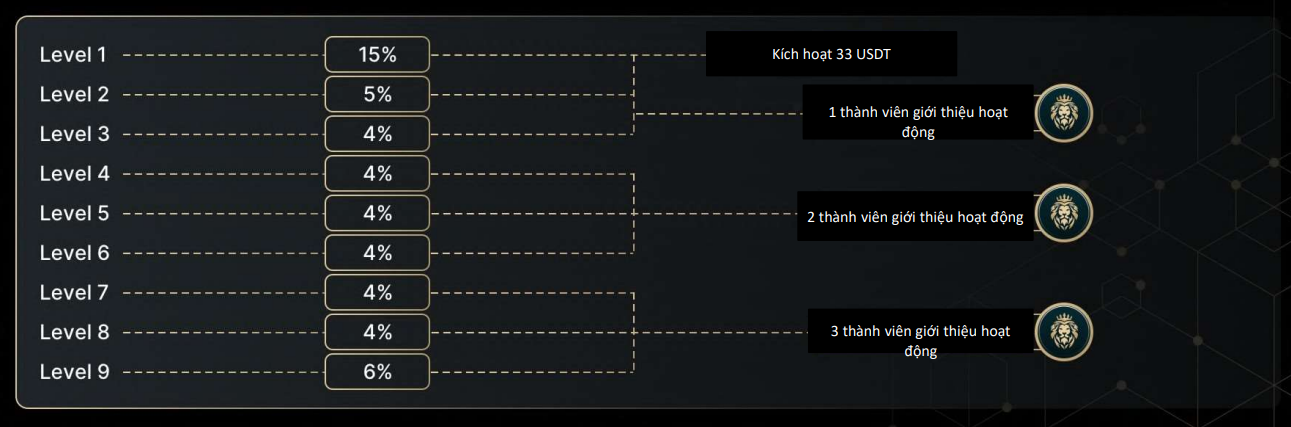 Level 1 15% Kích hoạt 33 USDT
Level 2 5%
1 thành viên giới thiệu hoạt
động
Level 3 4%
Level 4 4%
Level 5 4% 2 thành viên giới thiệu hoạt động
Level 6 4%
Level 7 4%
Level 8 4% 3 thành viên giới thiệu hoạt
động
Level 9 6%